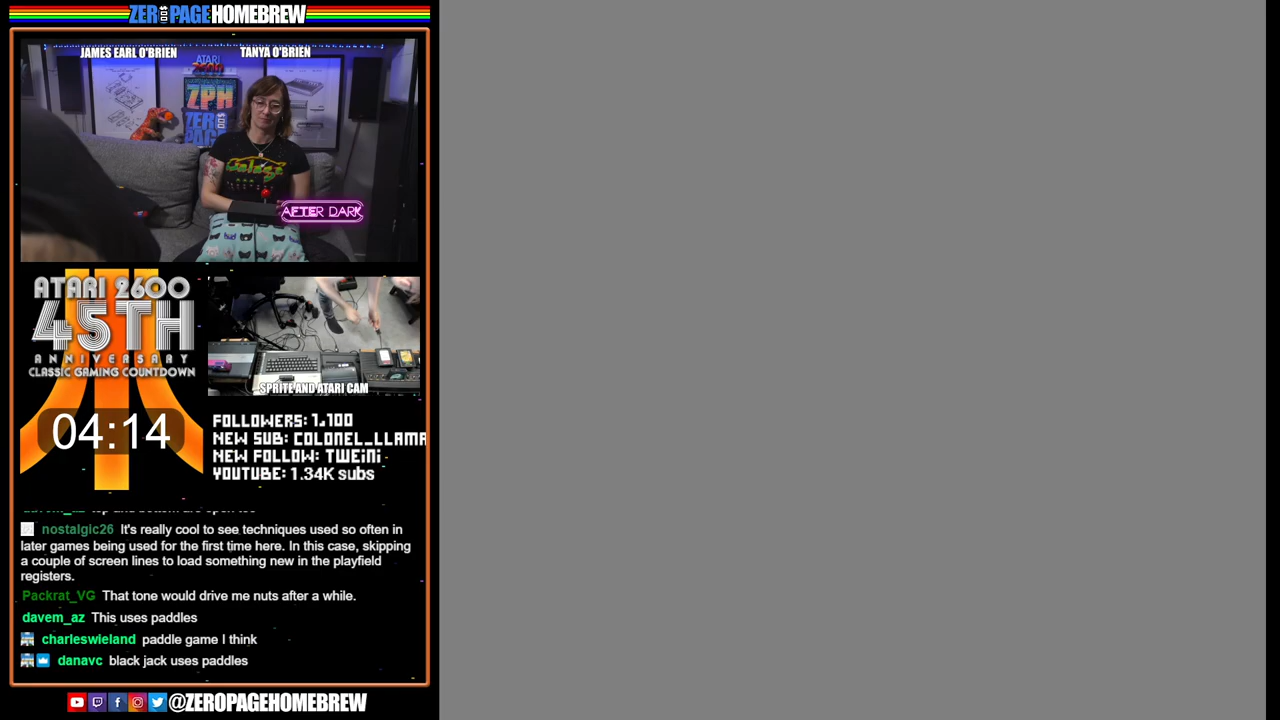 ZEROPAGEHOMEBREW
JAMES EARL O'BRIEN
TANYA O'BRIEN
ATARI
ZPH
ZERO
PAGE
Galaga
AFTER DARK
ATARI 2600
45TH
ANNIVERSARY
CLASSIC GAMING COUNTDOWN
04:14
SPRITE AND ATARI CAM
FOLLOWERS: 1,100
NEW SUB: COLONEL_LLAMA
NEW FOLLOW: TWEINI
YOUTUBE: 1.34K subs
nostalgic26 It's really cool to see techniques used so often in
later games being used for the first time here. In this case, skipping
a couple of screen lines to load something new in the playfield
registers.
Packrat_VG That tone would drive me nuts after a while.
davem_az This uses paddles
charleswieland paddle game I think
danavc black jack uses paddles
@ZEROPAGEHOMEBREW